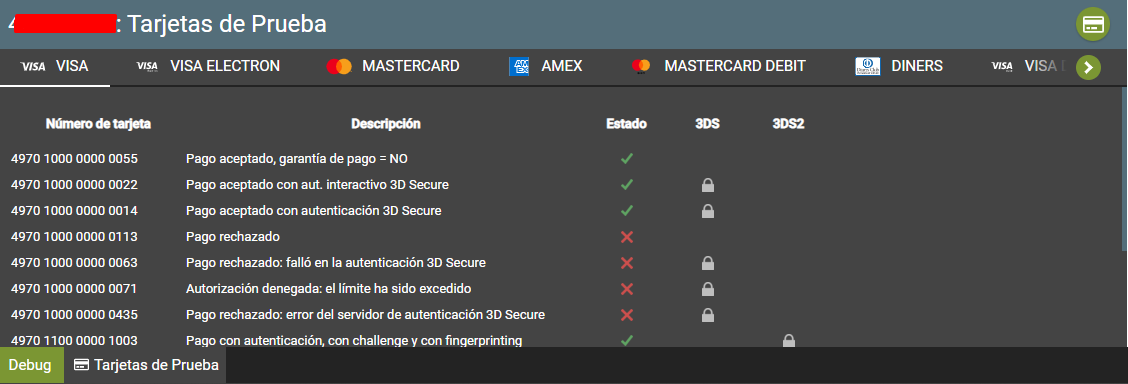 : Tarjetas de Prueba
VISA VISA VISA VISA ELECTRON MASTERCARD AM EX AMEX MASTERCARD DEBIT DINERS VISA VISA
Número de tarjeta Descripción Estado 3DS 3DS2
4970 1000 0000 0055 Pago aceptado, garantía de pago = NO
4970 1000 0000 0022 Pago aceptado con aut. interactivo 3D Secure
4970 1000 0000 0014 Pago aceptado con autenticación 3D Secure
4970 1000 0000 0113 Pago rechazado
4970 1000 0000 0063 Pago rechazado: falló en la autenticación 3D Secure
4970 1000 0000 0071 Autorización denegada: el límite ha sido excedido
4970 1000 0000 0435 Pago rechazado: error del servidor de autenticación 3D Secure
4970 1100 0000 1003 Pago con autenticación, con challenge y con fingerprinting
Debug Tarjetas de Prueba